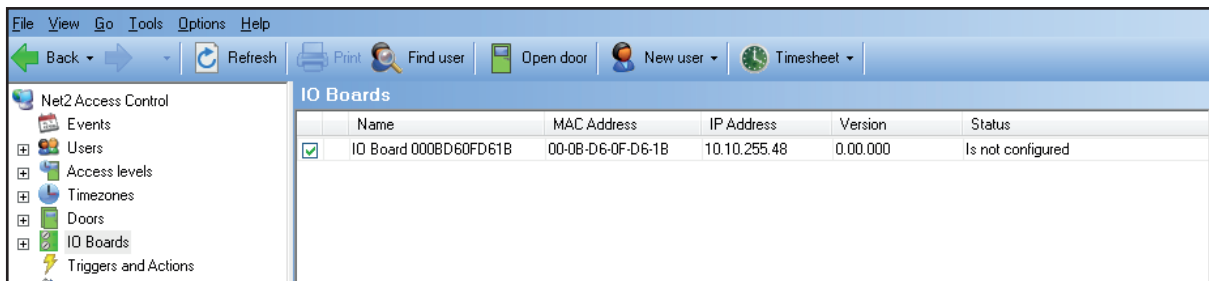 File View Go Tools Options Help
Back Refresh Print Find user Open door New user Timesheet
Net2 Access Control
Events
Users
Access levels
Timezones
Doors
IO Boards
Triggers and Actions
IO Boards
Name MAC Address IP Address Version Status
IO Board 000BD60FD61B 00-0B-D6-0F-D6-1B 10.10.255.48 0.00.000 Is not configured